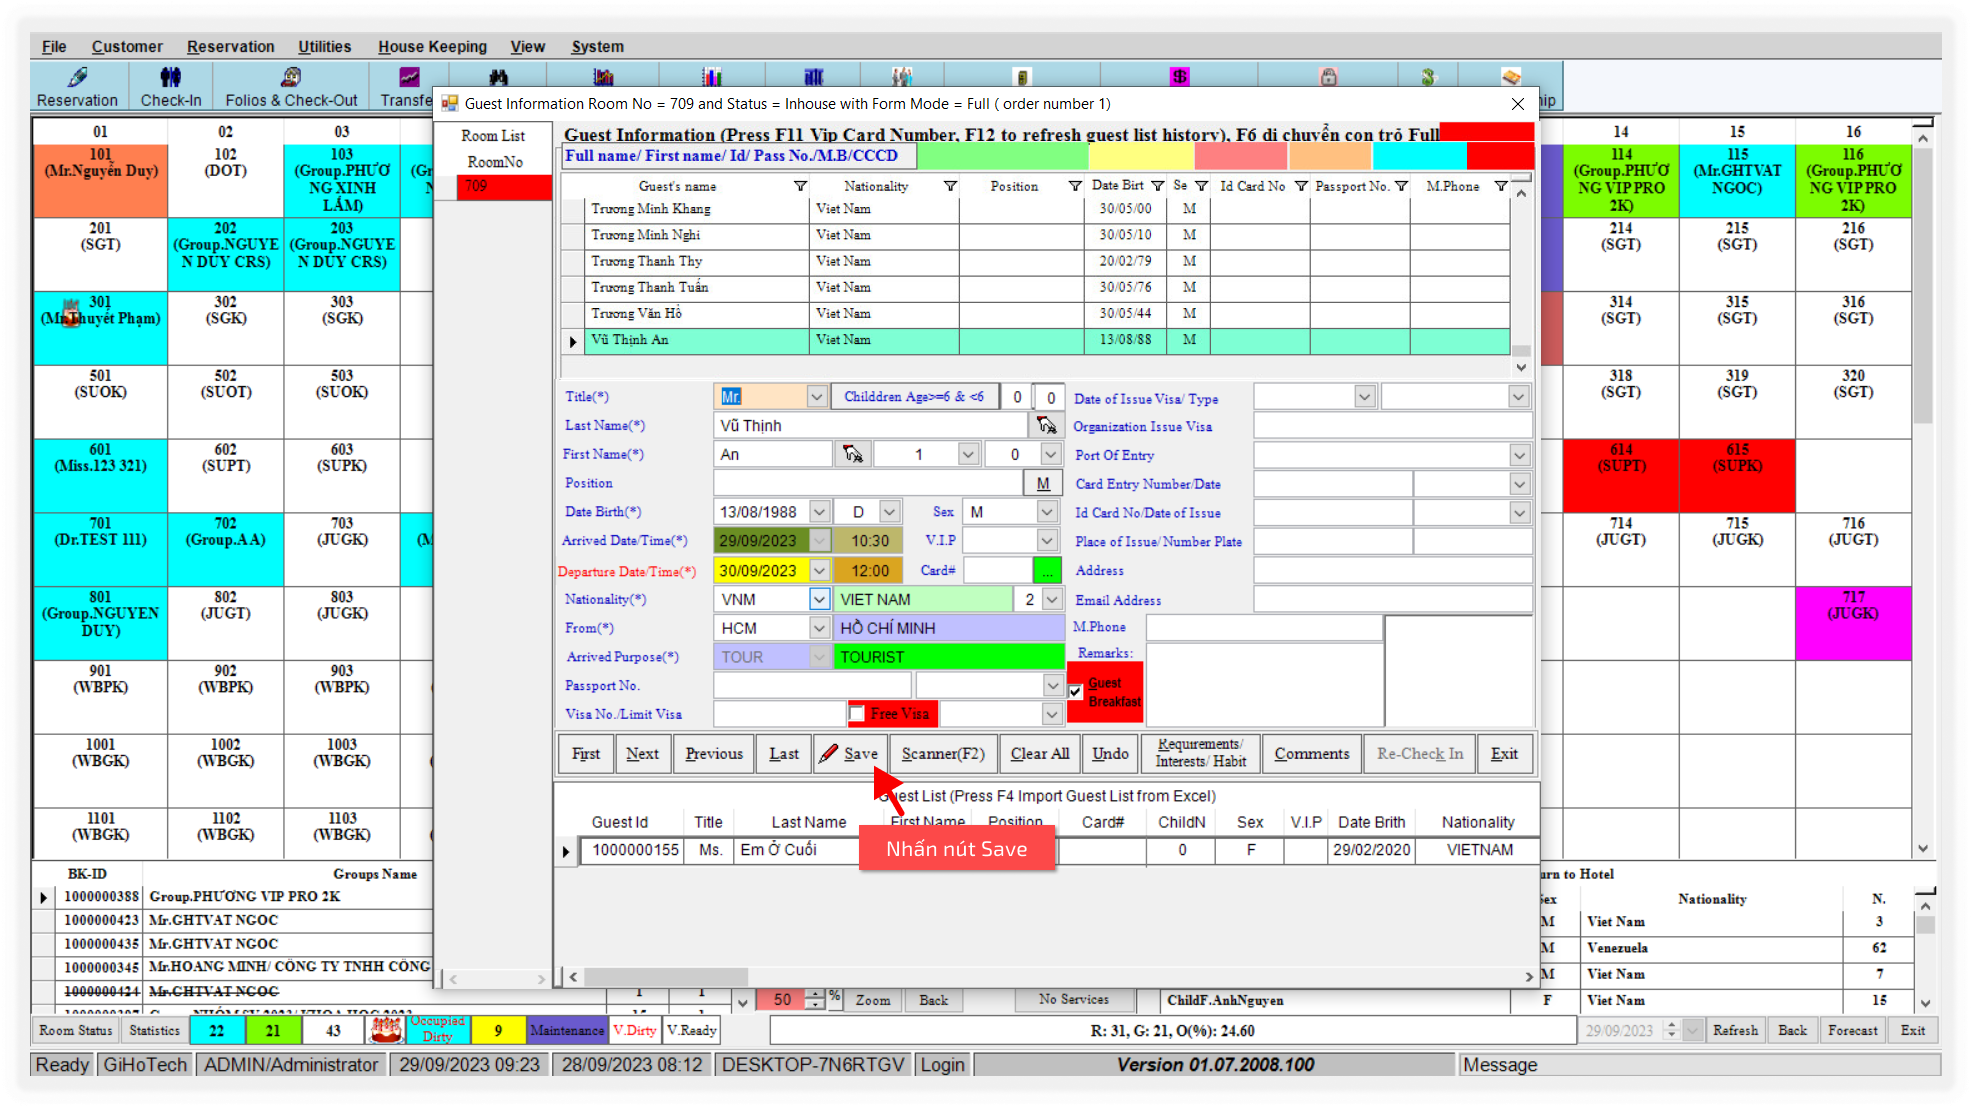 File Customer Reservation Utilities House Keeping View System
Reservation Check-In Folios & Check-Out Transfe
Guest Information Room No = 709 and Status = Inhouse with Form Mode = Full ( order number 1)
01 02 03 14 15 16
101 102 103 114 115 116
(Mr.Nguyễn Duy) (DOT) (Group.PHƯƠNG XINH LẮM) (Group.PHƯƠNG VIP PRO 2K) (Mr.GHTVAT NGOC) (Group.PHƯƠNG VIP PRO 2K)
201 202 203 214 215 216
(SGT) (Group.NGUYEN DUY CRS) (Group.NGUYEN DUY CRS) (SGT) (SGT) (SGT)
301 302 303 314 315 316
(Mr.Thuyết Phạm) (SGK) (SGK) (SGT) (SGT) (SGT)
501 502 503 318 319 320
(SUOK) (SUOT) (SUOK) (SGT) (SGT) (SGT)
601 602 603 614 615
(Miss.123 321) (SUPT) (SUPK) (SUPT) (SUPK)
701 702 703 714 715 716
(Dr.TEST 111) (Group.AA) (JUGK) (JUGT) (JUGK) (JUGT)
801 802 803 717
(Group.NGUYEN DUY) (JUGT) (JUGK) (JUGK)
901 902 903
(WBPK) (WBPK) (WBPK)
1001 1002 1003
(WBGK) (WBGK) (WBGK)
1101 1102 1103
(WBGK) (WBGK) (WBGK)
Room List
RoomNo
709
Guest Information (Press F11 Vip Card Number, F12 to refresh guest list history), F6 di chuyển con trỏ Full
Full name/ First name/ Id/ Pass No./M.B/CCCD
Guest's name Nationality Position Date Birt Se Id Card No Passport No. M.Phone
Trương Minh Khang Viet Nam 30/05/00 M
Trương Minh Nghi Viet Nam 30/05/10 M
Trương Thanh Thy Viet Nam 20/02/79 M
Trương Thanh Tuấn Viet Nam 30/05/76 M
Trương Văn Hồ Viet Nam 30/05/44 M
Vũ Thịnh An Viet Nam 13/08/88 M
Title(*) Mr. Childdren Age>=6 & <6 0 0 Date of Issue Visa/ Type
Last Name(*) Vũ Thịnh Organization Issue Visa
First Name(*) An 1 0 Port Of Entry
Position M Card Entry Number/Date
Date Birth(*) 13/08/1988 D Sex M Id Card No/Date of Issue
Arrived Date/Time(*) 29/09/2023 10:30 V.I.P Place of Issue/ Number Plate
Departure Date/Time(*) 30/09/2023 12:00 Card# ... Address
Nationality(*) VNM VIET NAM 2 Email Address
From(*) HCM HỒ CHÍ MINH M.Phone
Arrived Purpose(*) TOUR TOURIST Remarks:
Passport No. Guest Breakfast
Visa No./Limit Visa Free Visa
First Next Previous Last Save Scanner(F2) Clear All Undo Requirements/ Interests/ Habit Comments Re-Check In Exit
Guest List (Press F4 Import Guest List from Excel)
Guest Id Title Last Name First Name Position Card# ChildN Sex V.I.P Date Brith Nationality
1000000155 Ms. Em Ở Cuối 0 F 29/02/2020 VIETNAM
Nhấn nút Save
BK-ID Groups Name
1000000388 Group.PHƯƠNG VIP PRO 2K
1000000423 Mr.GHTVAT NGOC
1000000435 Mr.GHTVAT NGOC
1000000345 Mr.HOANG MINH/ CÔNG TY TNHH CÔNG
1000000424 Mr.GHTVAT NGOC
urn to Hotel
Sex Nationality N.
M Viet Nam 3
M Venezuela 62
M Viet Nam 7
ChildF.AnhNguyen F Viet Nam 15
50 % Zoom Back No Services
Room Status Statistics 22 21 43 Occupied Dirty 9 Maintenance V.Dirty V.Ready R: 31, G: 21, O(%): 24.60 29/09/2023 Refresh Back Forecast Exit
Ready GiHoTech ADMIN/Administrator 29/09/2023 09:23 28/09/2023 08:12 DESKTOP-7N6RTGV Login Version 01.07.2008.100 Message